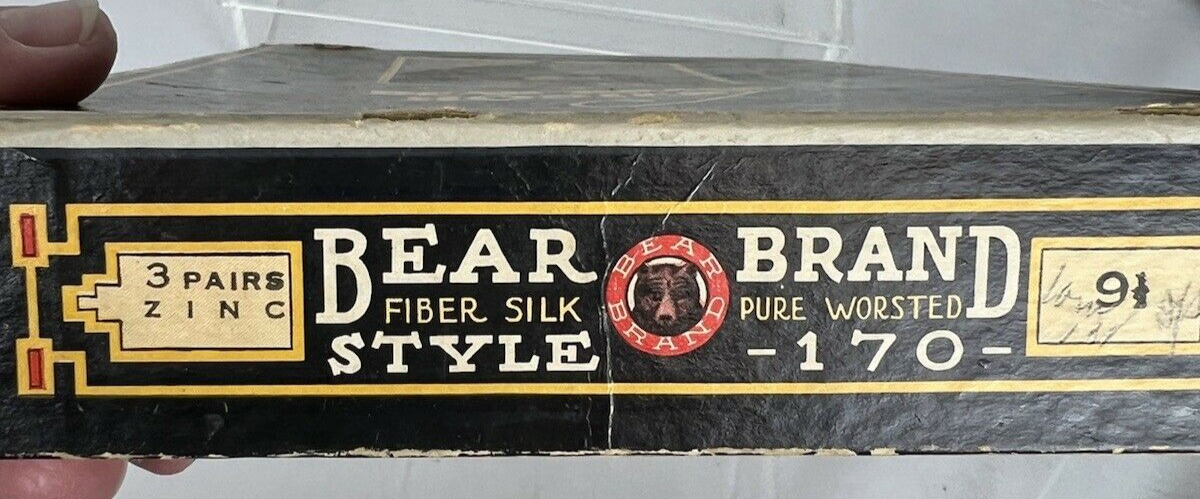 3 PAIRS
ZINC
BEAR
FIBER SILK
STYLE
BEAR
BRAND
BRAND
PURE WORSTED
-170-
9½